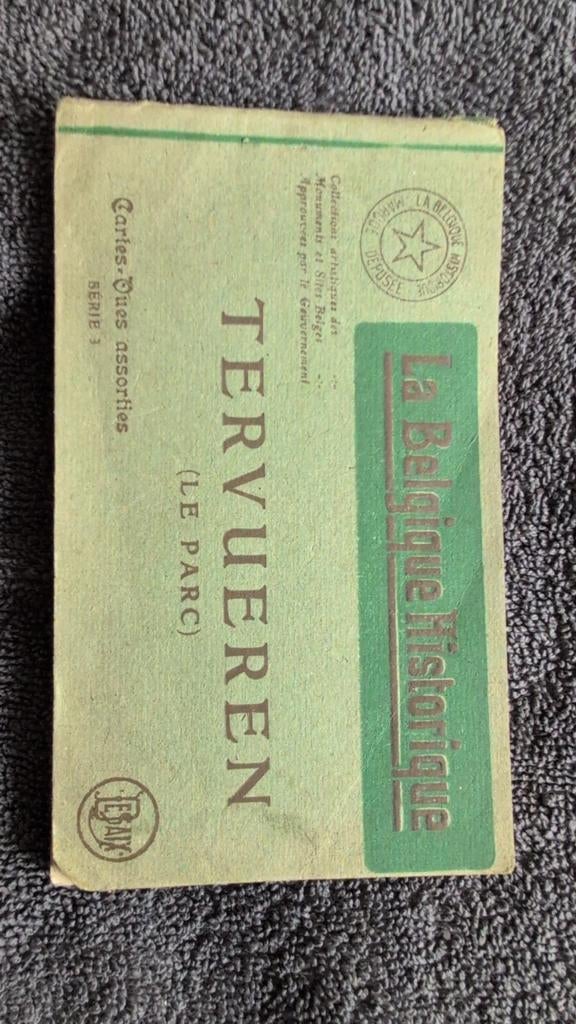 LA BELGIQUE HISTORIQUE
MARQUE DÉPOSÉE
La Belgique Historique
Collections artistiques des -:-
Monuments et Sites Belges -:-
Approuvées par le Gouvernement
TERVUEREN
(LE PARC)
Cartes-Vues assorties
SÉRIE 3